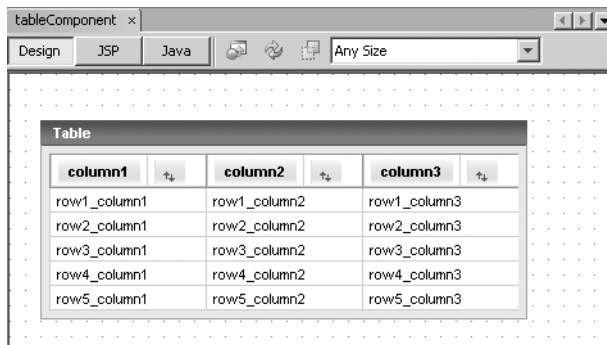 tableComponent ×
Design JSP Java Any Size
Table
column1 column2 column3
row1_column1 row1_column2 row1_column3
row2_column1 row2_column2 row2_column3
row3_column1 row3_column2 row3_column3
row4_column1 row4_column2 row4_column3
row5_column1 row5_column2 row5_column3